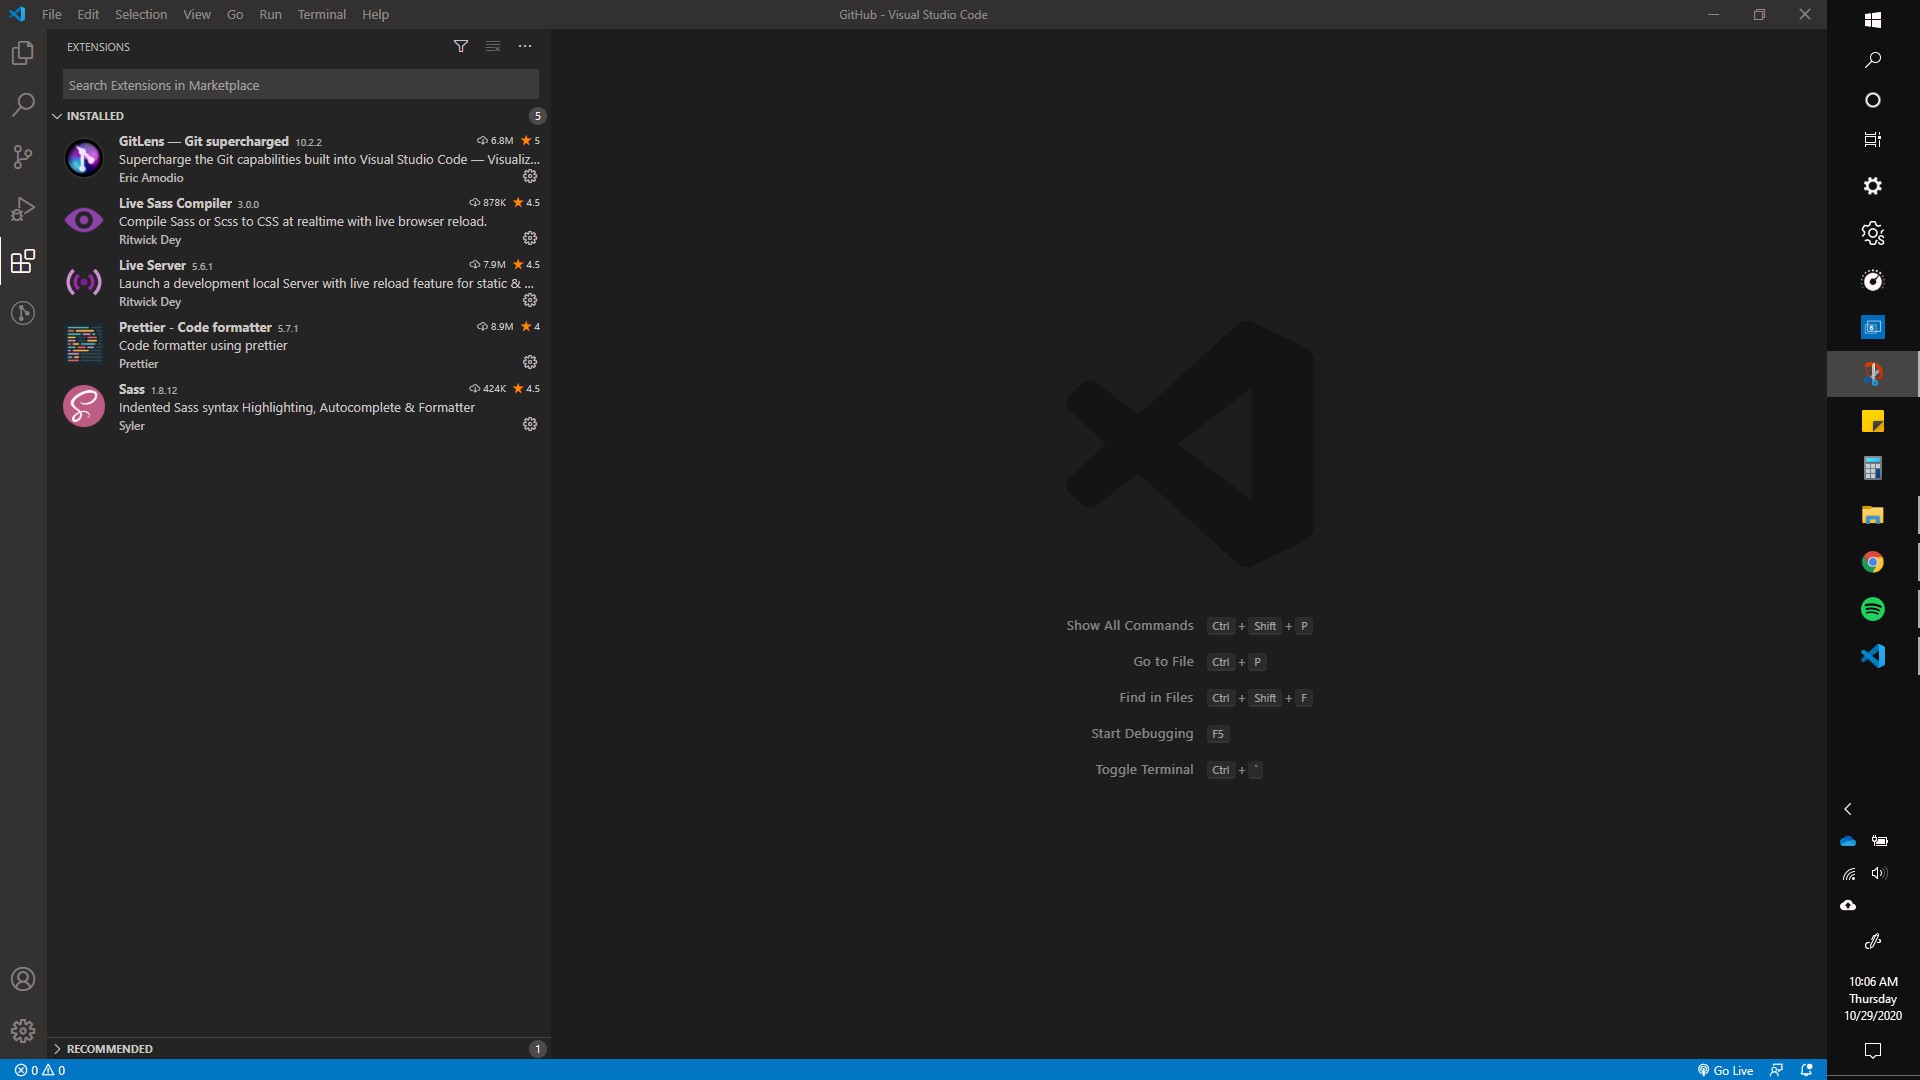 File Edit Selection View Go Run Terminal Help
GitHub - Visual Studio Code
EXTENSIONS
Search Extensions in Marketplace
INSTALLED 5
GitLens — Git supercharged 10.2.2 6.8M ★ 5
Supercharge the Git capabilities built into Visual Studio Code — Visualiz...
Eric Amodio
Live Sass Compiler 3.0.0 878K ★ 4.5
Compile Sass or Scss to CSS at realtime with live browser reload.
Ritwick Dey
Live Server 5.6.1 7.9M ★ 4.5
Launch a development local Server with live reload feature for static & ...
Ritwick Dey
Prettier - Code formatter 5.7.1 8.9M ★ 4
Code formatter using prettier
Prettier
Sass 1.8.12 424K ★ 4.5
Indented Sass syntax Highlighting, Autocomplete & Formatter
Syler
Show All Commands Ctrl + Shift + P
Go to File Ctrl + P
Find in Files Ctrl + Shift + F
Start Debugging F5
Toggle Terminal Ctrl + `
RECOMMENDED 1
0 0
Go Live
10:06 AM
Thursday
10/29/2020